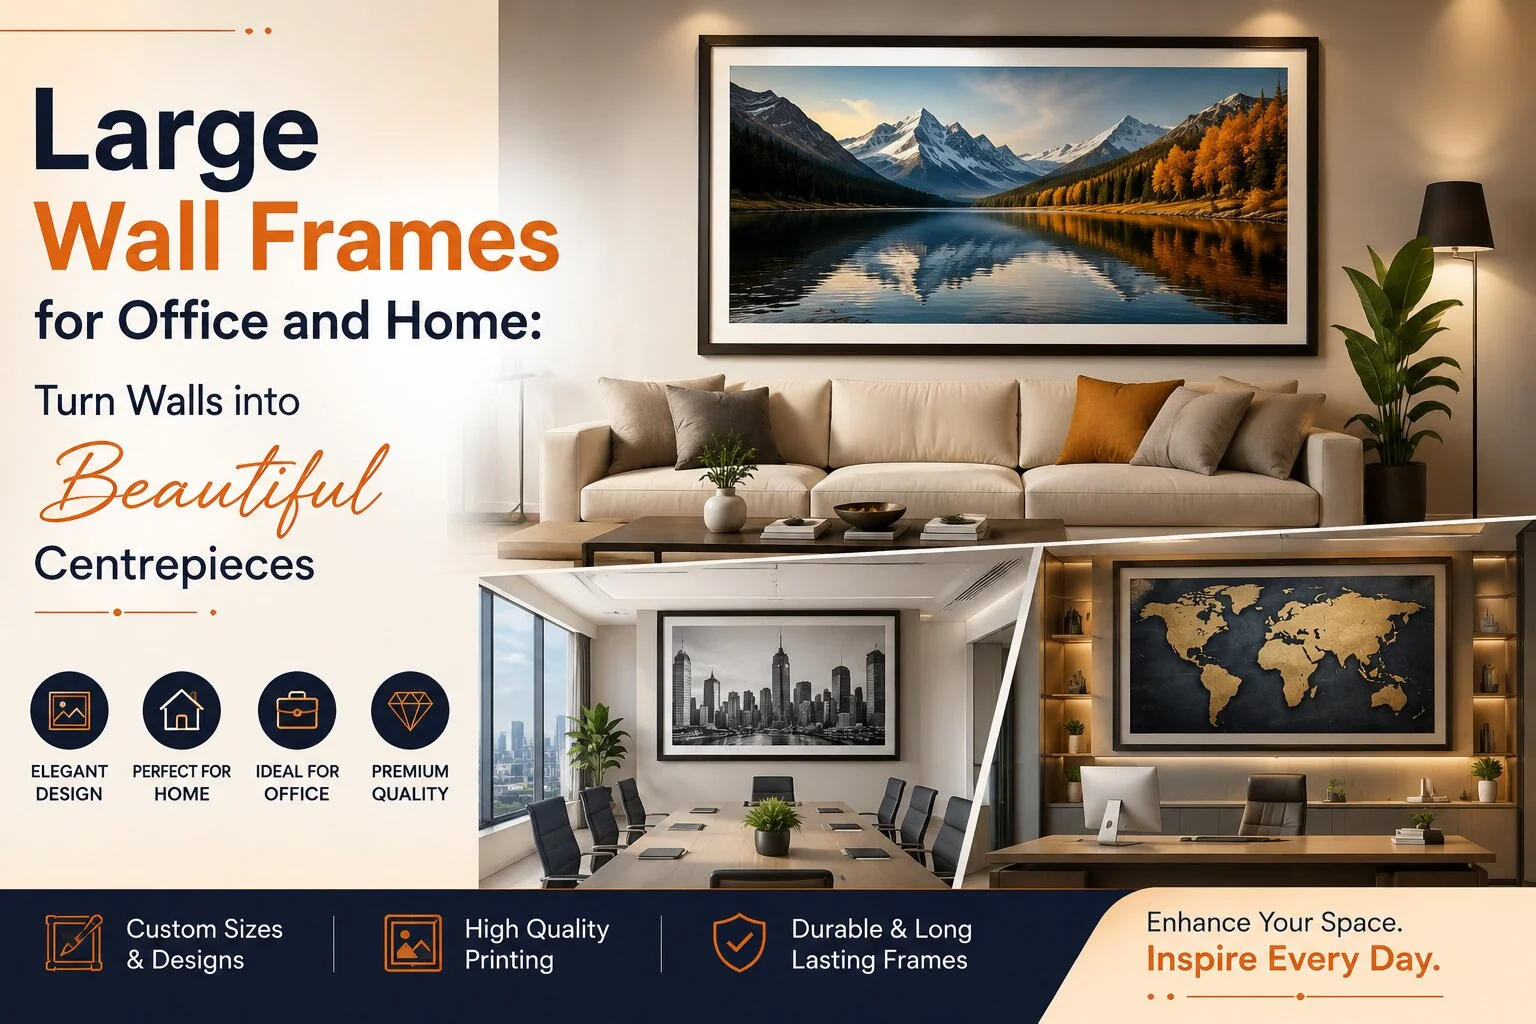 Large
Wall Frames
for Office and Home:
Turn Walls into
Beautiful
Centrepieces
ELEGANT
DESIGN
PERFECT FOR
HOME
IDEAL FOR
OFFICE
PREMIUM
QUALITY
Custom Sizes
& Designs
High Quality
Printing
Durable & Long
Lasting Frames
Enhance Your Space.
Inspire Every Day.